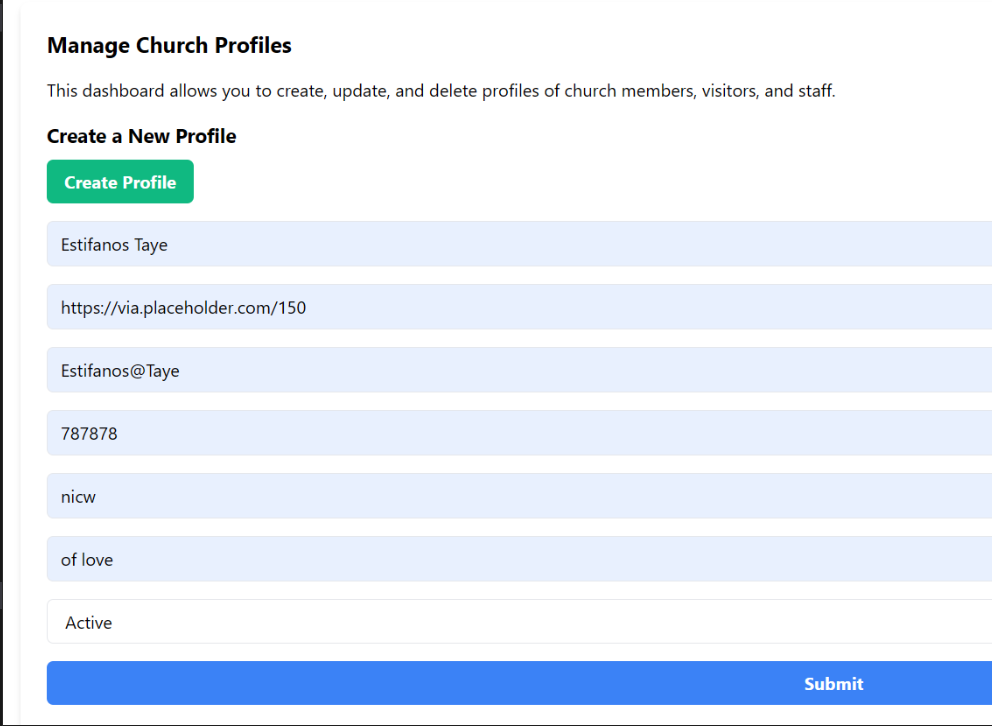 Manage Church Profiles
This dashboard allows you to create, update, and delete profiles of church members, visitors, and staff.
Create a New Profile
Create Profile
Estifanos Taye
https://via.placeholder.com/150
Estifanos@Taye
787878
nicw
of love
Active
Submit